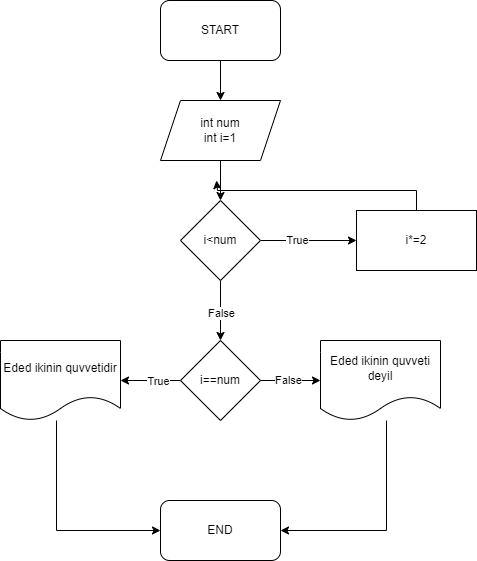 START
int num
int i=1
i<num
True
i*=2
False
Eded ikinin quvvetidir
True
i==num
False
Eded ikinin quvveti
deyil
END